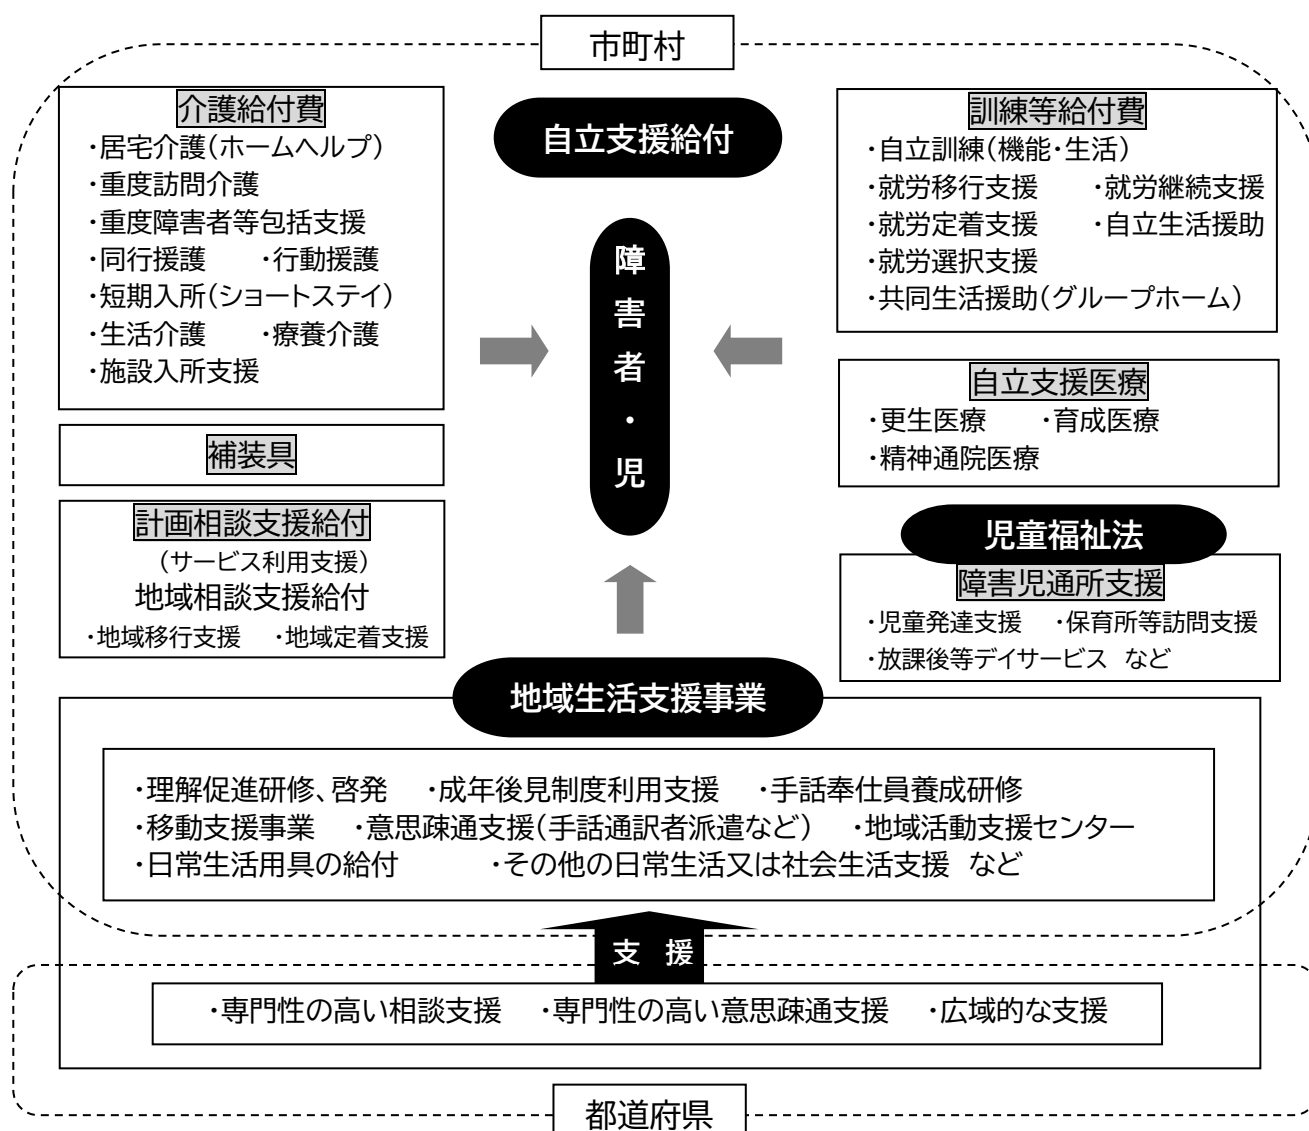 市町村
介護給付費
・居宅介護(ホームヘルプ)
・重度訪問介護
・重度障害者等包括支援
・同行援護　・行動援護
・短期入所(ショートステイ)
・生活介護　・療養介護
・施設入所支援
補装具
計画相談支援給付
(サービス利用支援)
地域相談支援給付
・地域移行支援　・地域定着支援
自立支援給付
障害者・児
訓練等給付費
・自立訓練(機能・生活)
・就労移行支援　・就労継続支援
・就労定着支援　・自立生活援助
・就労選択支援
・共同生活援助(グループホーム)
自立支援医療
・更生医療　・育成医療
・精神通院医療
児童福祉法
障害児通所支援
・児童発達支援　・保育所等訪問支援
・放課後等デイサービス　など
地域生活支援事業
・理解促進研修、啓発　・成年後見制度利用支援　・手話奉仕員養成研修
・移動支援事業　・意思疎通支援(手話通訳者派遣など)　・地域活動支援センター
・日常生活用具の給付　・その他の日常生活又は社会生活支援　など
支　援
・専門性の高い相談支援　・専門性の高い意思疎通支援　・広域的な支援
都道府県